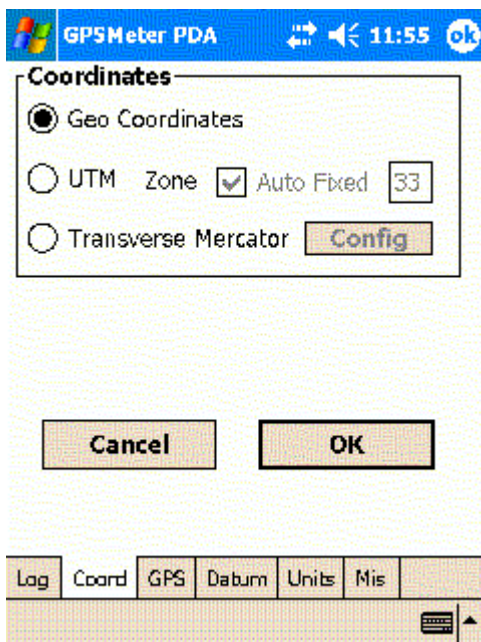 GPSMeter PDA 11:55 ok
Coordinates
Geo Coordinates
UTM Zone Auto Fixed 33
Transverse Mercator Config
Cancel OK
Log Coord GPS Datum Units Mis